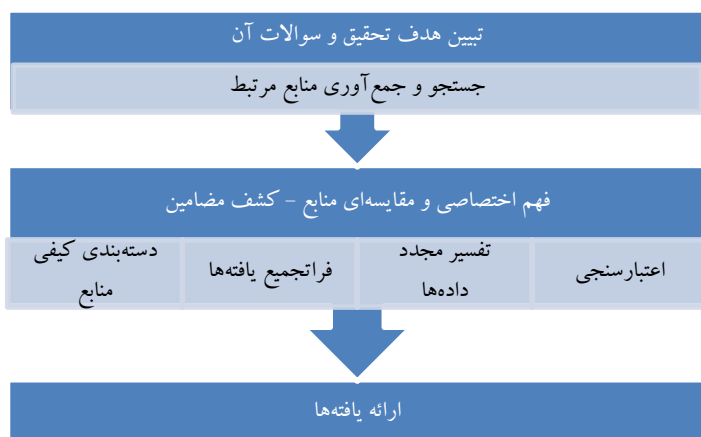 تبیین هدف تحقیق و سوالات آن
جستجو و جمع‌آوری منابع مرتبط
فهم اختصاصی و مقایسه‌ای منابع – کشف مضامین
اعتبارسنجی
تفسیر مجدد
داده‌ها
فراتجمیع یافته‌ها
دسته‌بندی کیفی
منابع
ارائه یافته‌ها